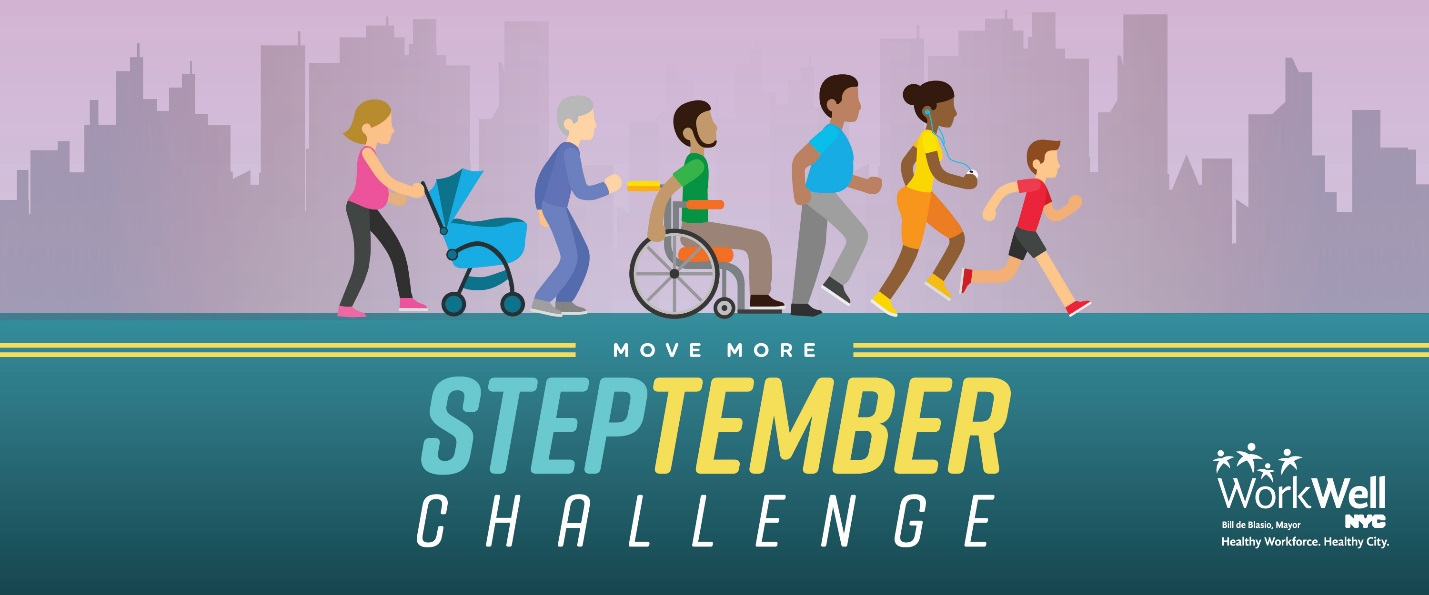 MOVE MORE
STEPTEMBER
CHALLENGE
WorkWell
NYC
Bill de Blasio, Mayor
Healthy Workforce. Healthy City.